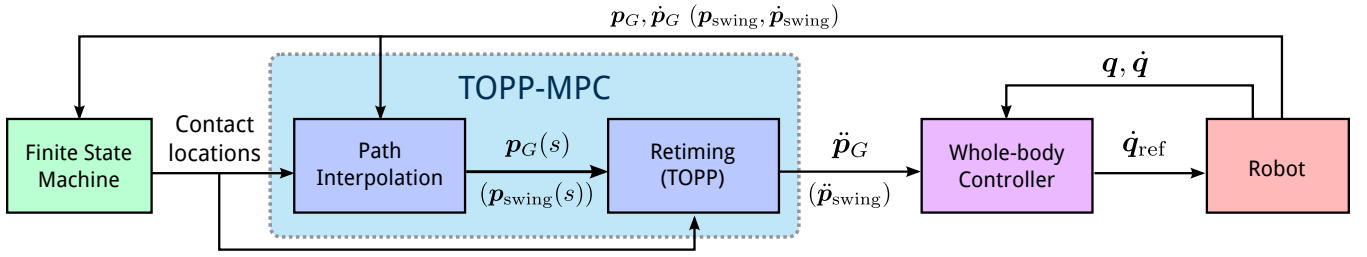 𝒑_G, 𝒑̇_G (𝒑_swing, 𝒑̇_swing)
TOPP-MPC
𝒒, 𝒒̇
Finite State
Machine
Contact
locations
Path
Interpolation
𝒑_G(s)
(𝒑_swing(s))
Retiming
(TOPP)
𝒑̈_G
(𝒑̈_swing)
Whole-body
Controller
𝒒̇_ref
Robot